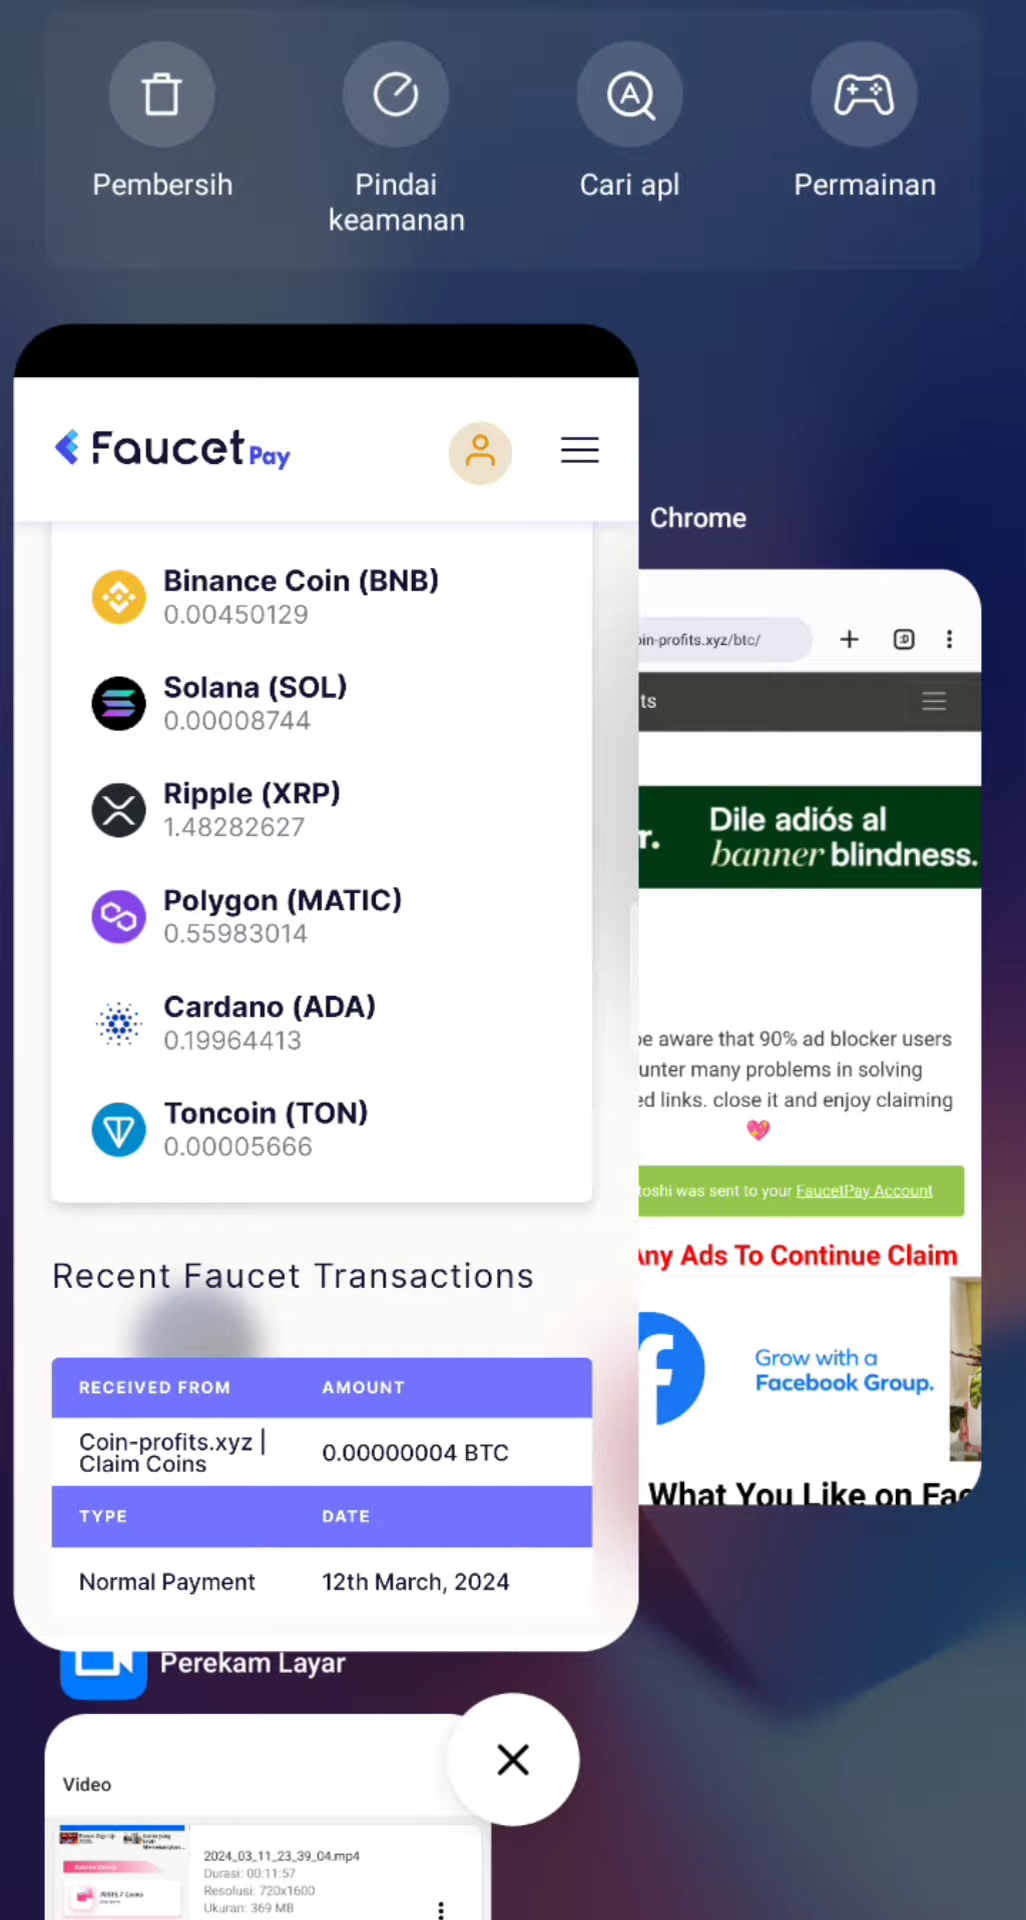 Pembersih
Pindai
keamanan
Cari apl
Permainan
FaucetPay
Binance Coin (BNB)
0.00450129
Solana (SOL)
0.00008744
Ripple (XRP)
1.48282627
Polygon (MATIC)
0.55983014
Cardano (ADA)
0.19964413
Toncoin (TON)
0.00005666
Recent Faucet Transactions
RECEIVED FROM AMOUNT
Coin-profits.xyz |
Claim Coins
0.00000004 BTC
TYPE DATE
Normal Payment 12th March, 2024
Chrome
oin-profits.xyz/btc/
:D
ts
r.
Dile adiós al
banner blindness.
be aware that 90% ad blocker users
unter many problems in solving
ed links. close it and enjoy claiming
toshi was sent to your FaucetPay Account
Any Ads To Continue Claim
Grow with a
Facebook Group.
What You Like on Fac
Perekam Layar
Video
2024_03_11_23_39_04.mp4
Durasi: 00:11:57
Resolusi: 720x1600
Ukuran: 369 MB